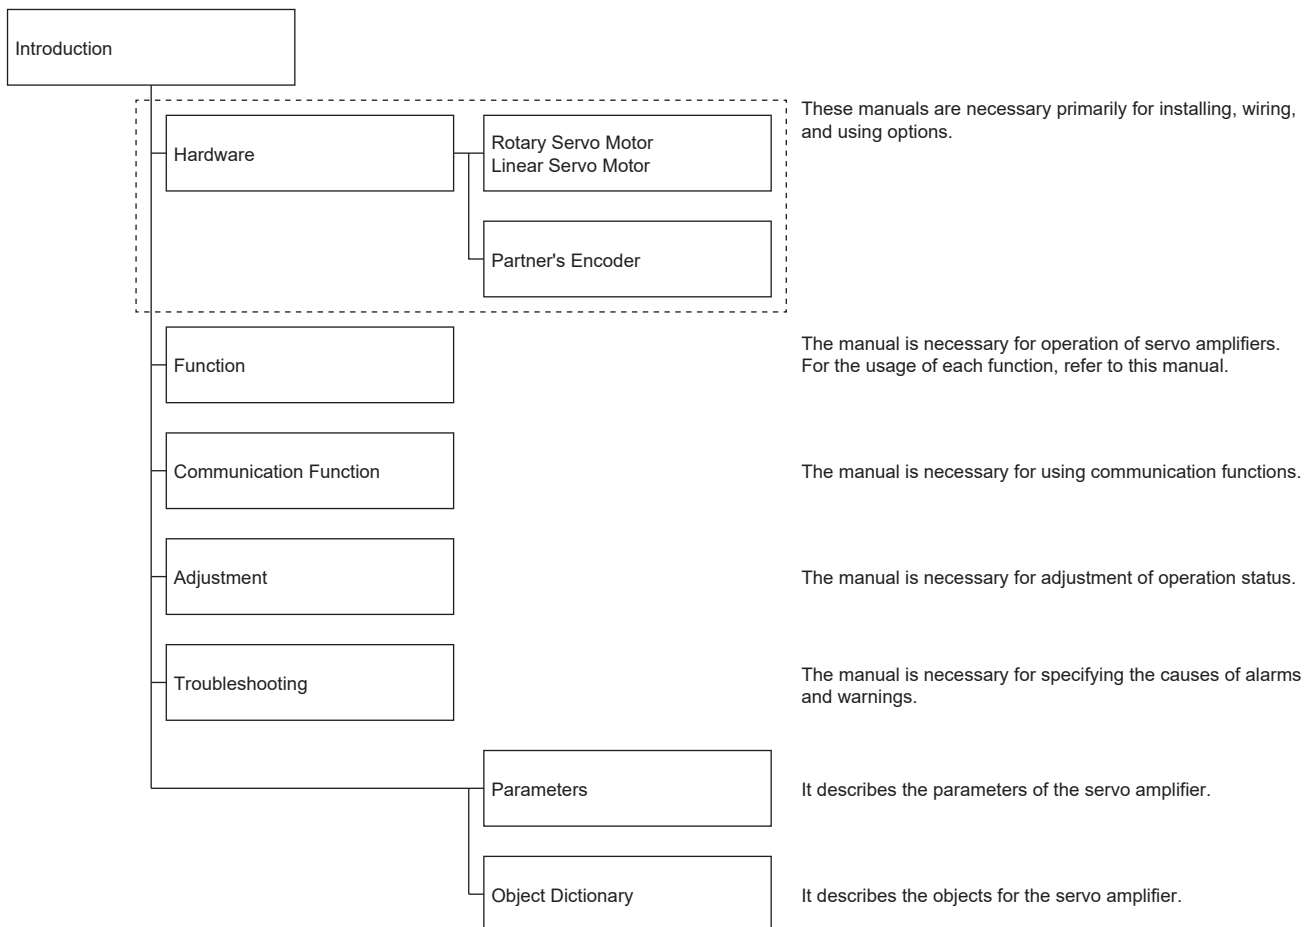 Introduction
These manuals are necessary primarily for installing, wiring,
and using options.
Hardware
Rotary Servo Motor
Linear Servo Motor
Partner's Encoder
Function
The manual is necessary for operation of servo amplifiers.
For the usage of each function, refer to this manual.
Communication Function
The manual is necessary for using communication functions.
Adjustment
The manual is necessary for adjustment of operation status.
Troubleshooting
The manual is necessary for specifying the causes of alarms
and warnings.
Parameters
It describes the parameters of the servo amplifier.
Object Dictionary
It describes the objects for the servo amplifier.